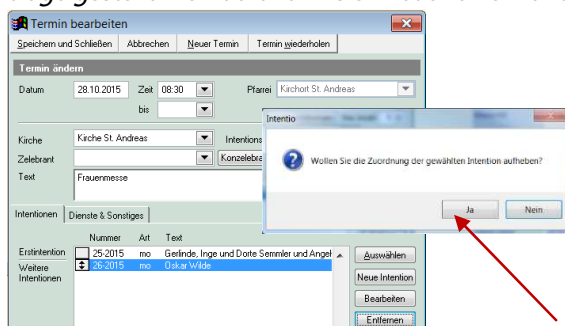 Termin bearbeiten
Speichern und Schließen Abbrechen Neuer Termin Termin wiederholen
Termin ändern
Datum 28.10.2015 Zeit 08:30 Pfarrei Kirchort St. Andreas
bis
Intentio
Kirche Kirche St. Andreas Intentions
Zelebrant Konzelebra
Text Frauenmesse
Wollen Sie die Zuordnung der gewählten Intention aufheben?
Ja Nein
Intentionen Dienste & Sonstiges
Nummer Art Text
Erstintention 25-2015 mo Gerlinde, Inge und Dorte Semmler und Angel
Weitere Intentionen 26-2015 mo Oskar Wilde
Auswählen
Neue Intention
Bearbeiten
Entfernen